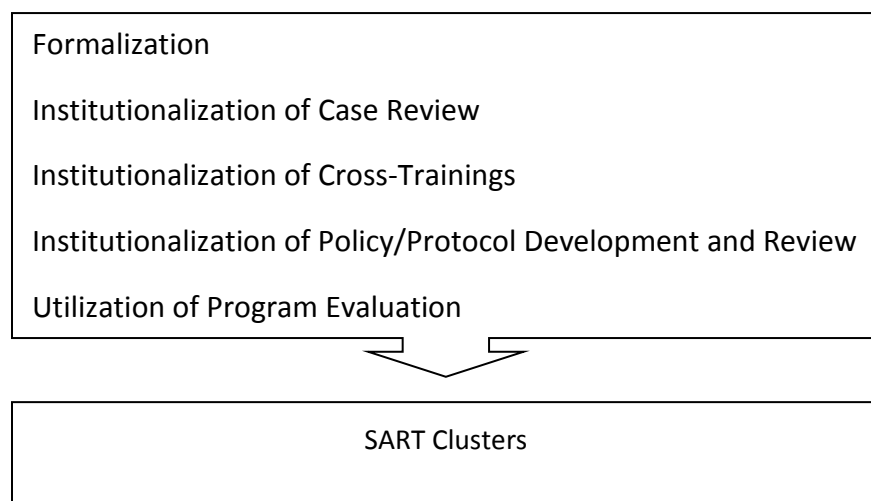 Formalization
Institutionalization of Case Review
Institutionalization of Cross-Trainings
Institutionalization of Policy/Protocol Development and Review
Utilization of Program Evaluation
SART Clusters